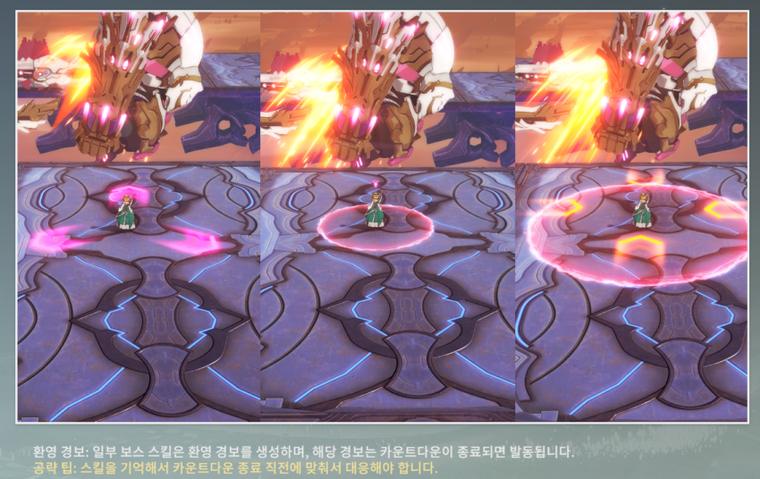 환영 경보: 일부 보스 스킬은 환영 경보를 생성하며, 해당 경보는 카운트다운이 종료되면 발동됩니다.
공략 팁: 스킬을 기억해서 카운트다운 종료 직전에 맞춰서 대응해야 합니다.